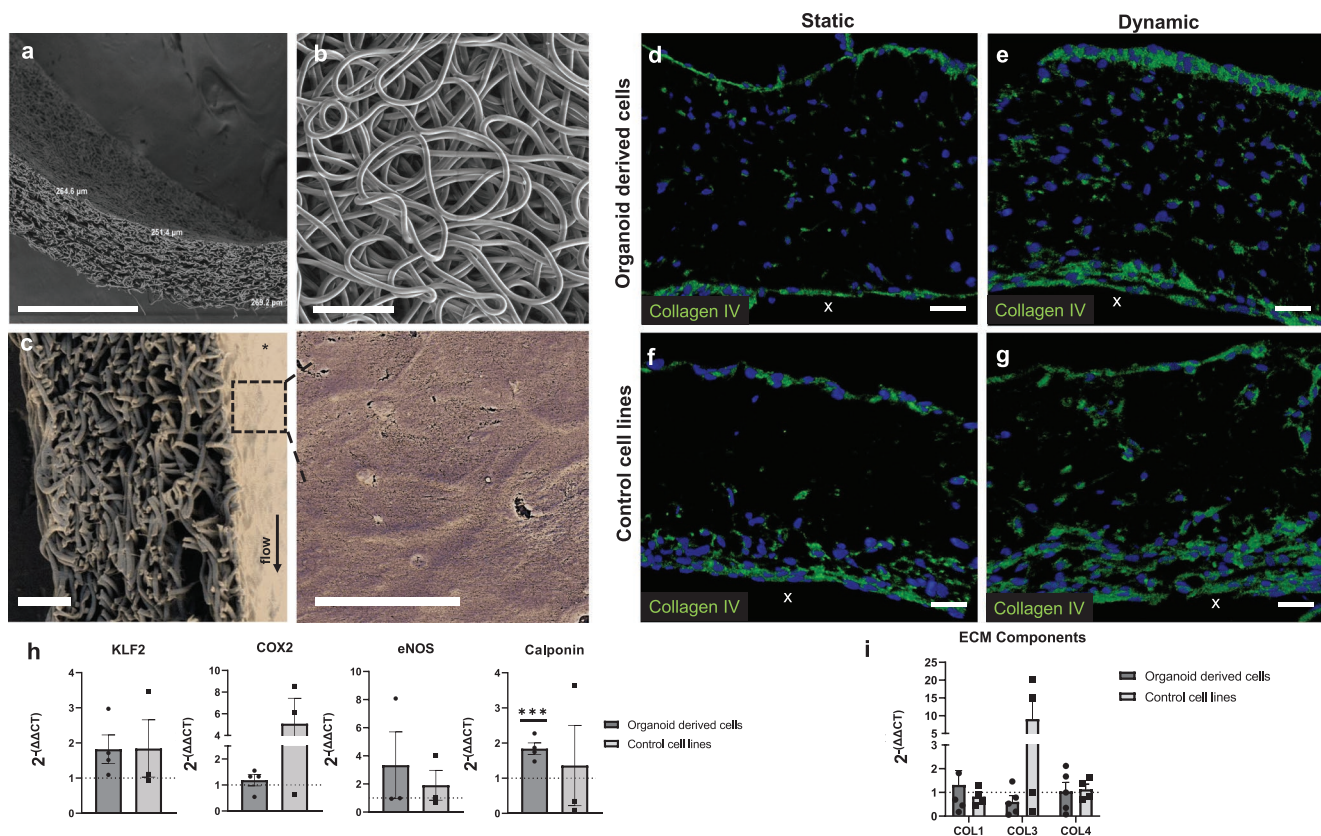 Static
Dynamic
Organoid derived cells
Control cell lines
a
264.6 µm
251.4 µm
269.2 µm
b
c
*
flow
d
Collagen IV
x
e
Collagen IV
x
f
Collagen IV
x
g
Collagen IV
x
h
KLF2
2-(ΔΔCT)
4
3
2
1
0
COX2
2-(ΔΔCT)
10
8
6
4
2
1
0
eNOS
2-(ΔΔCT)
10
8
6
4
2
0
Calponin
2-(ΔΔCT)
4
3
2
1
0
***
Organoid derived cells
Control cell lines
i
ECM Components
2-(ΔΔCT)
25
20
15
10
5
3
2
1
0
COL1
COL3
COL4
Organoid derived cells
Control cell lines